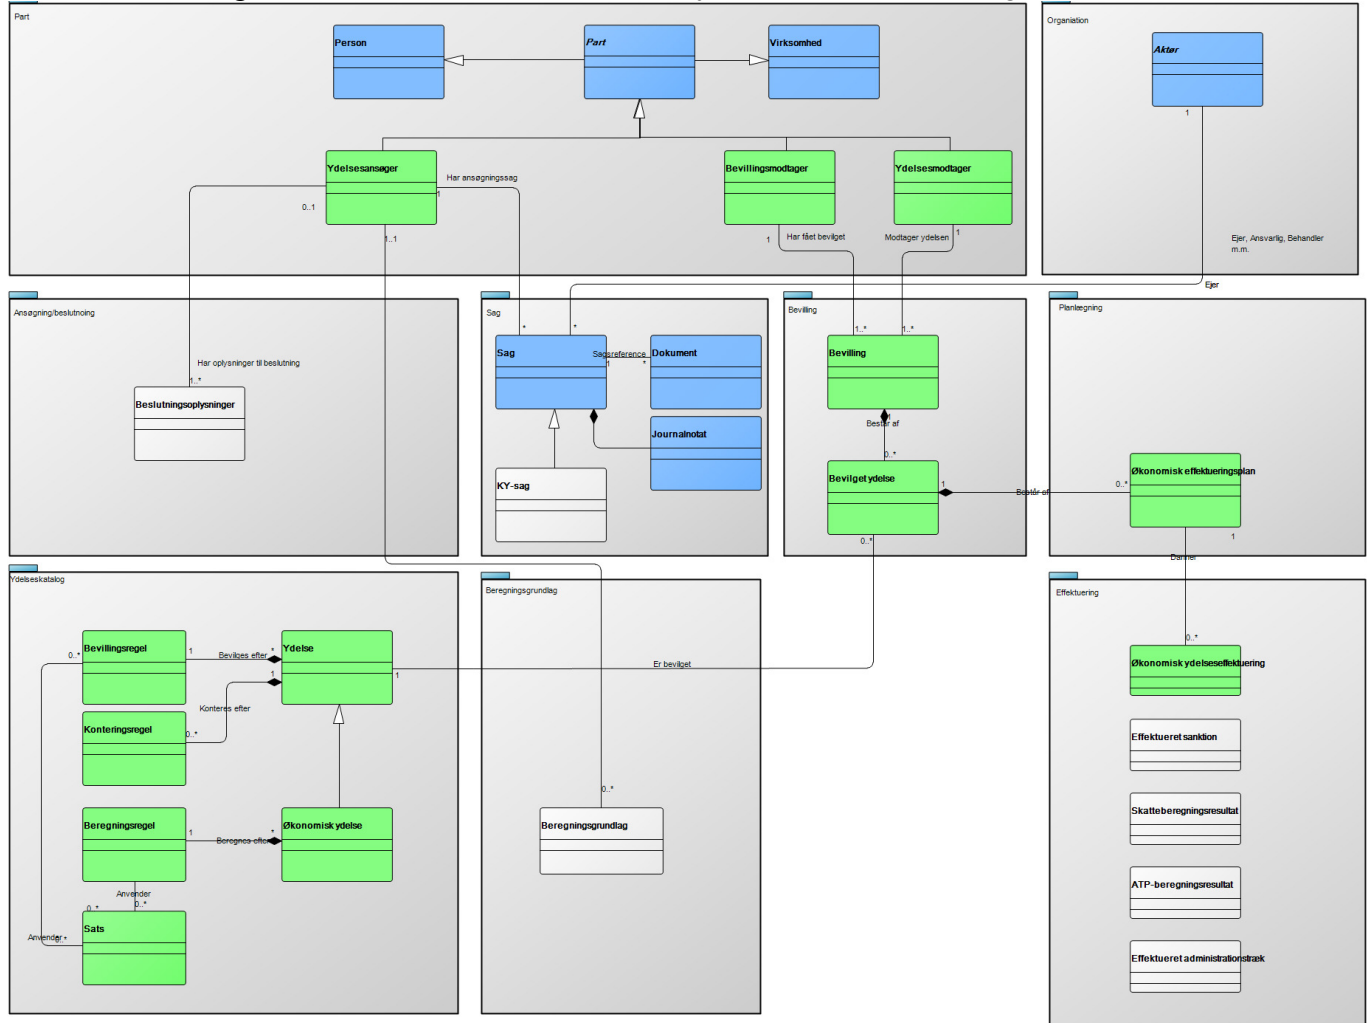 Part
Person
Part
Virksomhed
Organiation
Aktør
1
Ydelsesansøger
Har ansøgningssag
1
0..1
1..1
Bevillingsmodtager
Ydelsesmodtager
1
Har fået bevilget
Modtager ydelsen
1
Ejer, Ansvarlig, Behandler
m.m.
Ejer
Ansøgning/beslutnoing
Har oplysninger til beslutning
1..*
Beslutningsoplysninger
Sag
*
*
Sag
Sagsreference
1
*
Dokument
Journalnotat
KY-sag
Bevilling
1..*
1..*
Bevilling
1
Består af
0..*
Bevilget ydelse
1
0..*
Planlægning
Består af
0..*
Økonomisk effektueringsplan
1
Danner
Ydelseskatalog
0..*
Bevillingsregel
1
Bevilges efter
*
Ydelse
1
1
Konteres efter
Konteringsregel
0..*
Beregningsregel
1
Beregnes efter
*
Økonomisk ydelse
Anvender
0..*
0..*
Sats
Anvender
0..*
Beregningsgrundlag
Er bevilget
0..*
Beregningsgrundlag
Effektuering
0..*
Økonomisk ydelseseffektuering
Effektueret sanktion
Skatteberegningsresultat
ATP-beregningsresultat
Effektueret administrationstræk